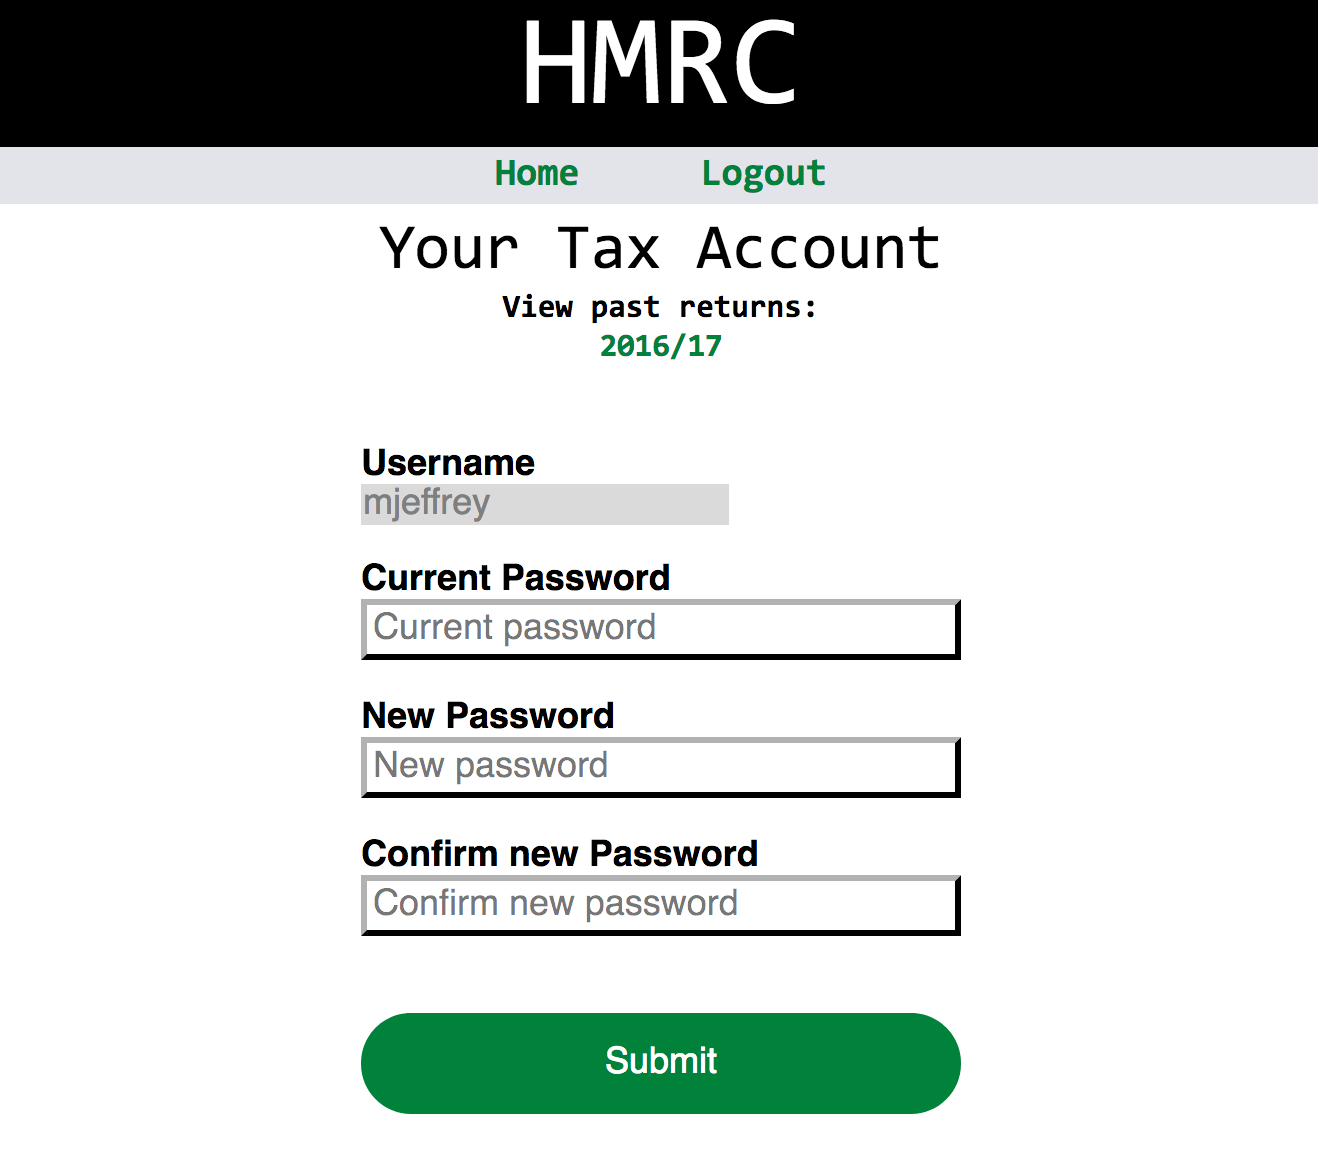 HMRC
Home Logout
Your Tax Account
View past returns:
2016/17
Username
mjeffrey
Current Password
Current password
New Password
New password
Confirm new Password
Confirm new password
Submit